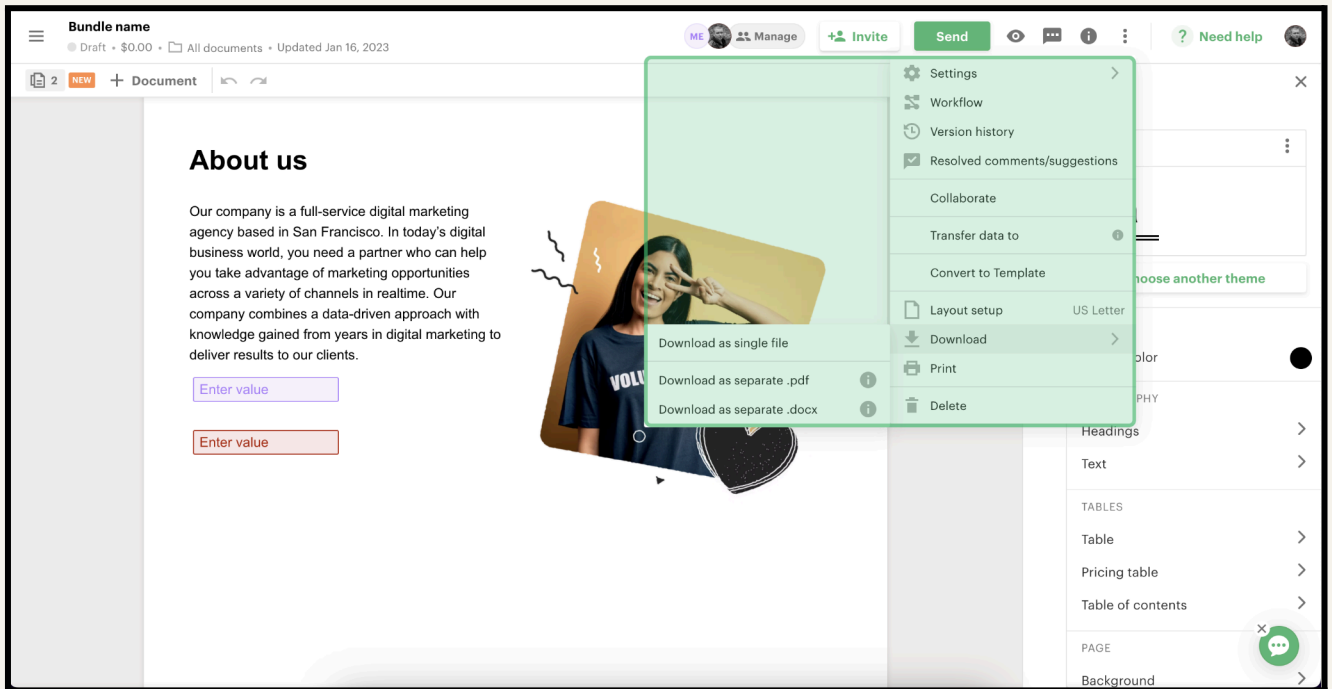 Bundle name
Draft • $0.00 • All documents • Updated Jan 16, 2023
ME
Manage
Invite
Send
? Need help
2 NEW + Document
About us
Our company is a full-service digital marketing
agency based in San Francisco. In today's digital
business world, you need a partner who can help
you take advantage of marketing opportunities
across a variety of channels in realtime. Our
company combines a data-driven approach with
knowledge gained from years in digital marketing to
deliver results to our clients.
Enter value
Enter value
Settings
Workflow
Version history
Resolved comments/suggestions
Collaborate
Transfer data to
Convert to Template
Layout setup US Letter
Download
Print
Delete
Download as single file
Download as separate .pdf
Download as separate .docx
another theme
Headings
Text
TABLES
Table
Pricing table
Table of contents
PAGE
Background